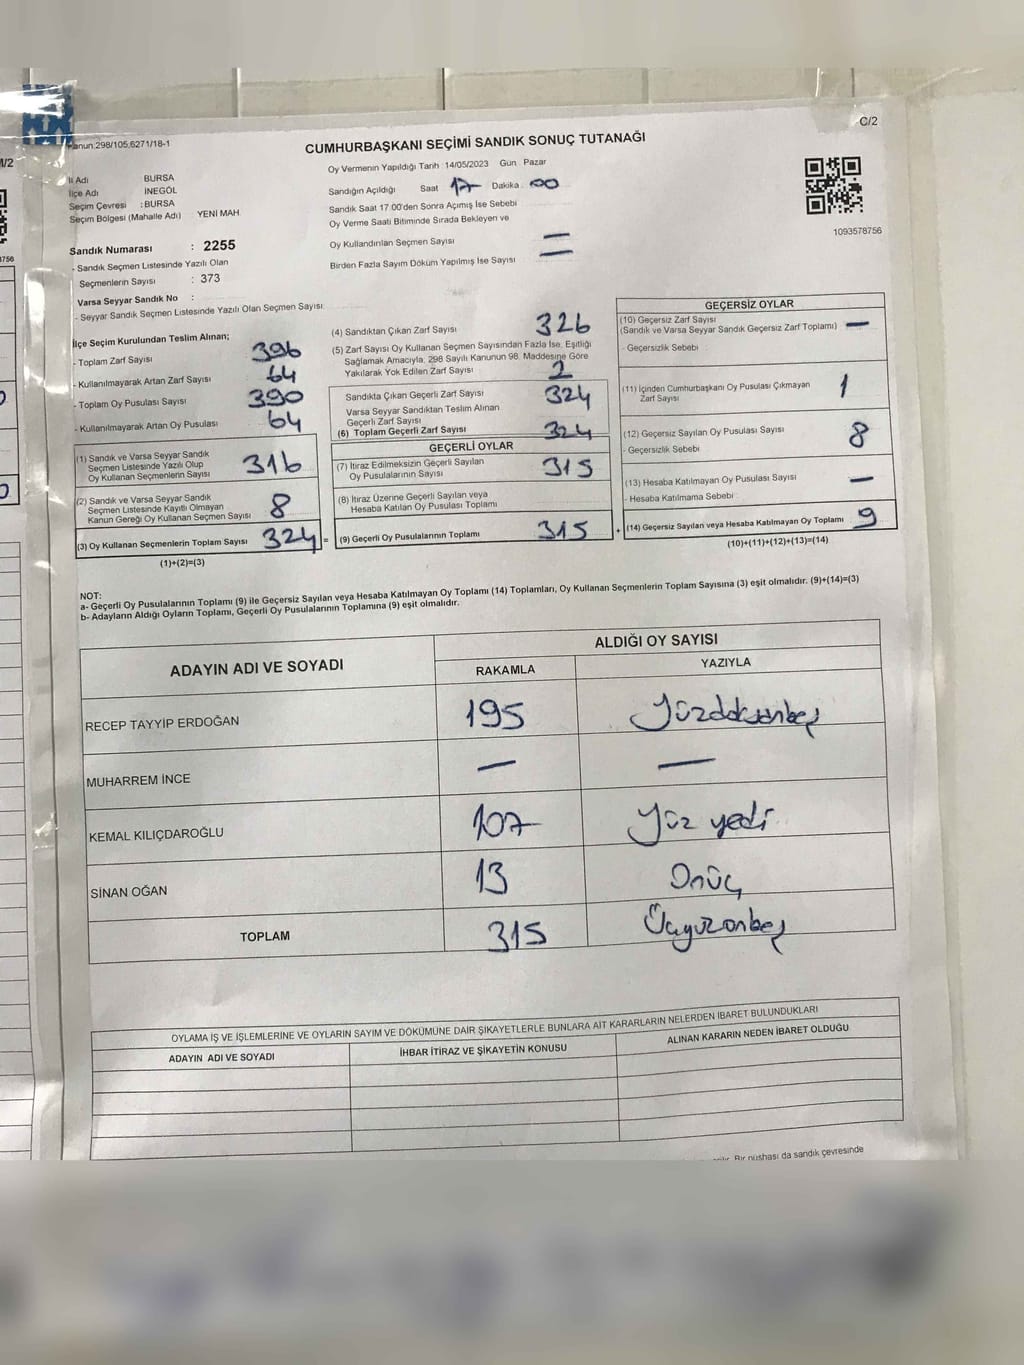 C/2
Kanun.298/105,6271/18-1
CUMHURBAŞKANI SEÇİMİ SANDIK SONUÇ TUTANAĞI
İl Adı BURSA
İlçe Adı İNEGÖL
Seçim Çevresi : BURSA
Seçim Bölgesi (Mahalle Adı) YENİ MAH.
Sandık Numarası : 2255
- Sandık Seçmen Listesinde Yazılı Olan
Seçmenlerin Sayısı : 373
Varsa Seyyar Sandık No :
- Seyyar Sandık Seçmen Listesinde Yazılı Olan Seçmen Sayısı:
Oy Vermenin Yapıldığı Tarih : 14/05/2023 Gün : Pazar
Sandığın Açıldığı Saat 17 Dakika : 00
Sandık Saat 17:00'den Sonra Açımış İse Sebebi
Oy Verme Saati Bitiminde Sırada Bekleyen ve
Oy Kullandırılan Seçmen Sayısı —
Birden Fazla Sayım Döküm Yapılmış İse Sayısı —
1093578756
İlçe Seçim Kurulundan Teslim Alınan;
- Toplam Zarf Sayısı 396
- Kullanılmayarak Artan Zarf Sayısı 64
- Toplam Oy Pusulası Sayısı 390
- Kullanılmayarak Artan Oy Pusulası 64
(1) Sandık ve Varsa Seyyar Sandık
Seçmen Listesinde Yazılı Olup
Oy Kullanan Seçmenlerin Sayısı 316
(2) Sandık ve Varsa Seyyar Sandık
Seçmen Listesinde Kayıtlı Olmayan
Kanun Gereği Oy Kullanan Seçmen Sayısı 8
(3) Oy Kullanan Seçmenlerin Toplam Sayısı 324 =
(1)+(2)=(3)
(4) Sandıktan Çıkan Zarf Sayısı 326
(5) Zarf Sayısı Oy Kullanan Seçmen Sayısından Fazla İse, Eşitliği
Sağlamak Amacıyla, 298 Sayılı Kanunun 98. Maddesine Göre
Yakılarak Yok Edilen Zarf Sayısı 2
Sandıkta Çıkan Geçerli Zarf Sayısı 324
Varsa Seyyar Sandıktan Teslim Alınan
Geçerli Zarf Sayısı
(6) Toplam Geçerli Zarf Sayısı 324
GEÇERLİ OYLAR
(7) İtiraz Edilmeksizin Geçerli Sayılan
Oy Pusulalarının Sayısı 315
(8) İtiraz Üzerine Geçerli Sayılan veya
Hesaba Katılan Oy Pusulası Toplamı
(9) Geçerli Oy Pusulalarının Toplamı 315 +
GEÇERSİZ OYLAR
(10) Geçersiz Zarf Sayısı
(Sandık ve Varsa Seyyar Sandık Geçersiz Zarf Toplamı) —
- Geçersizlik Sebebi :
(11) İçinden Cumhurbaşkanı Oy Pusulası Çıkmayan
Zarf Sayısı 1
(12) Geçersiz Sayılan Oy Pusulası Sayısı 8
- Geçersizlik Sebebi
(13) Hesaba Katılmayan Oy Pusulası Sayısı —
- Hesaba Katılmama Sebebi
(14) Geçersiz Sayılan veya Hesaba Katılmayan Oy Toplamı 9
(10)+(11)+(12)+(13)=(14)
NOT:
a- Geçerli Oy Pusulalarının Toplamı (9) ile Geçersiz Sayılan veya Hesaba Katılmayan Oy Toplamı (14) Toplamları, Oy Kullanan Seçmenlerin Toplam Sayısına (3) eşit olmalıdır. (9)+(14)=(3)
b- Adayların Aldığı Oyların Toplamı, Geçerli Oy Pusulalarının Toplamına (9) eşit olmalıdır.
ADAYIN ADI VE SOYADI ALDIĞI OY SAYISI
RAKAMLA YAZIYLA
RECEP TAYYİP ERDOĞAN 195 Yüzdoksanbeş
MUHARREM İNCE — —
KEMAL KILIÇDAROĞLU 107 Yüz yedi
SİNAN OĞAN 13 Onüç
TOPLAM 315 Üçyüzonbeş
OYLAMA İŞ VE İŞLEMLERİNE VE OYLARIN SAYIM VE DÖKÜMÜNE DAİR ŞİKAYETLERLE BUNLARA AİT KARARLARIN NELERDEN İBARET BULUNDUKLARI
ADAYIN ADI VE SOYADI İHBAR İTİRAZ VE ŞİKAYETİN KONUSU ALINAN KARARIN NEDEN İBARET OLDUĞU
Bir nüshası da sandık çevresinde